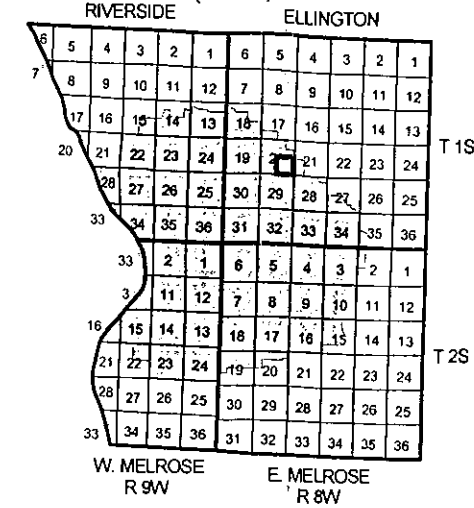 RIVERSIDE ELLINGTON
6 5 4 3 2 1 6 5 4 3 2 1
7 8 9 10 11 12 7 8 9 10 11 12
17 16 15 14 13 18 17 16 15 14 13
T 1S
20 21 22 23 24 19 21 22 23 24
28 27 26 25 30 29 28 27 26 25
33 34 35 36 31 32 33 34 35 36
33 2 1 6 5 4 3 2 1
3 11 12 7 8 9 10 11 12
16 15 14 13 18 17 16 15 14 13
T 2S
21 22 23 24 19 20 21 22 23 24
28 27 26 25 30 29 28 27 26 25
33 34 35 36 31 32 33 34 35 36
W. MELROSE E. MELROSE
R 9W R 8W